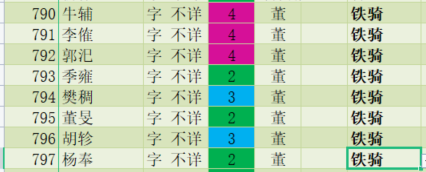 790 牛辅 字 不详 4 董 铁骑
791 李傕 字 不详 4 董 铁骑
792 郭汜 字 不详 4 董 铁骑
793 季雍 字 不详 2 董 铁骑
794 樊稠 字 不详 3 董 铁骑
795 董旻 字 不详 2 董 铁骑
796 胡轸 字 不详 3 董 铁骑
797 杨奉 字 不详 2 董 铁骑